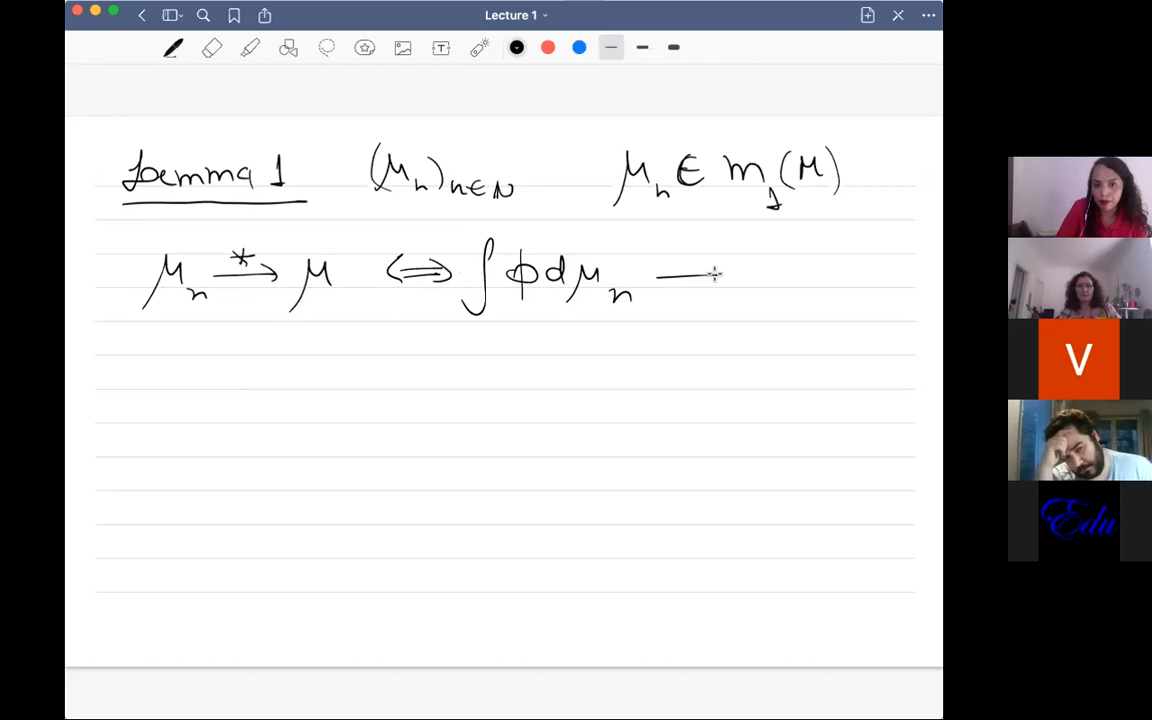 Lecture 1
Lemma 1 (μₙ)ₙ∈ℕ μₙ ∈ m₁(M)
μₙ *→ μ ⟺ ∫ϕdμₙ —
V
Edu